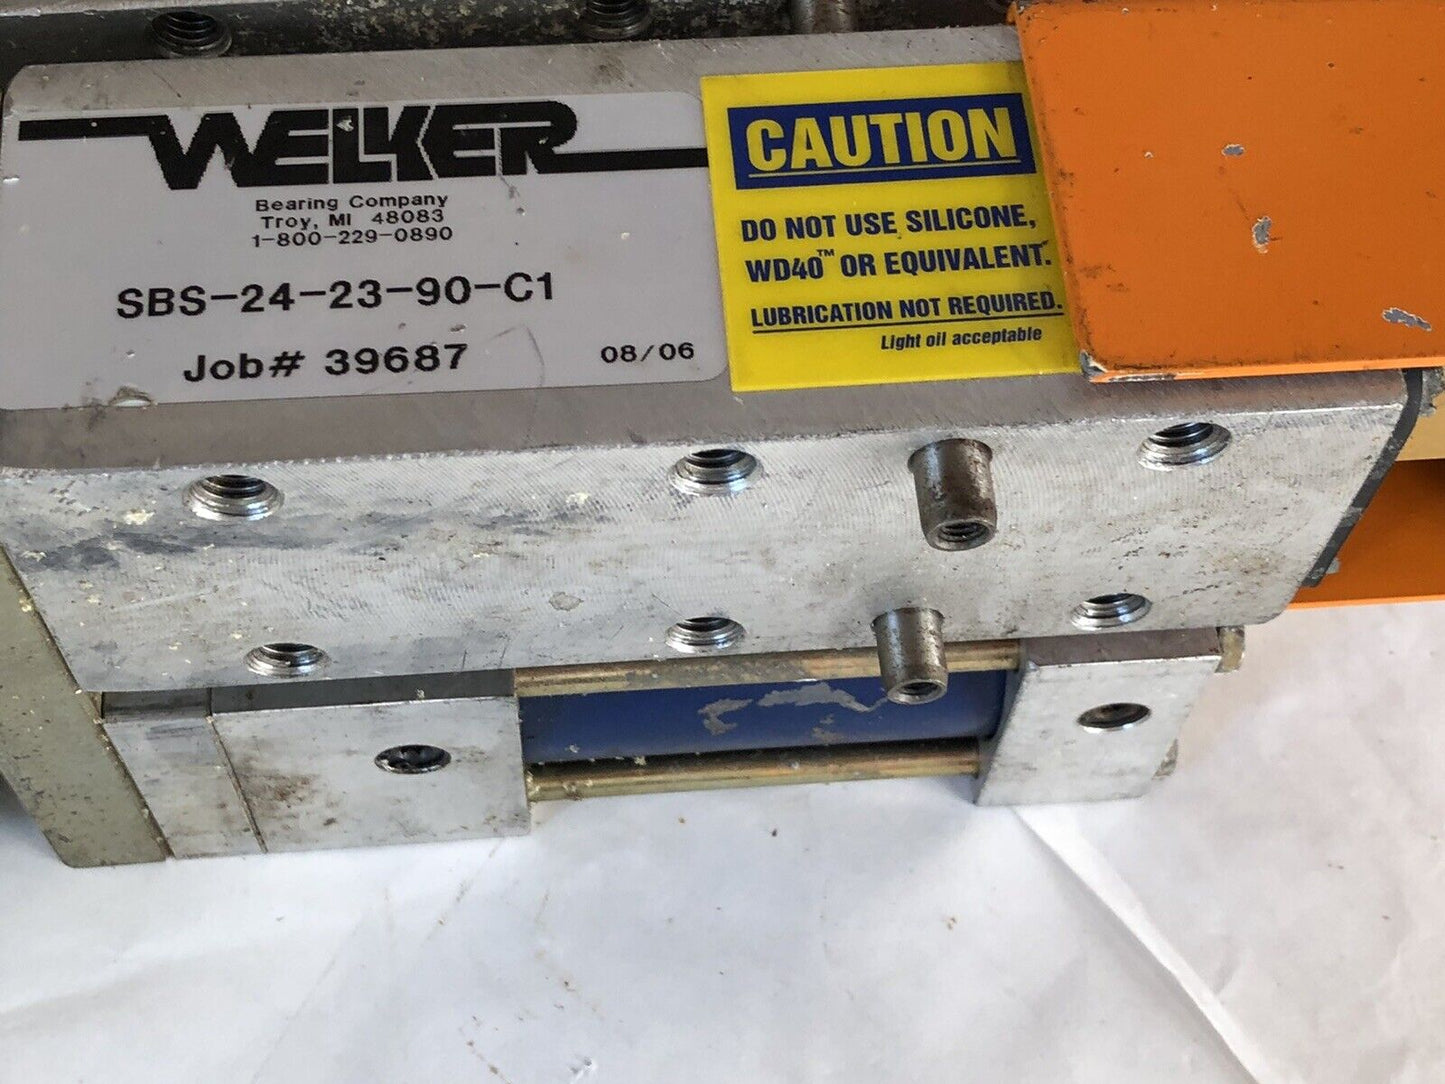 WELKER
Bearing Company
Troy, MI 48083
1-800-229-0890
SBS-24-23-90-C1
Job# 39687
08/06
CAUTION
DO NOT USE SILICONE,
WD40™ OR EQUIVALENT.
LUBRICATION NOT REQUIRED.
Light oil acceptable